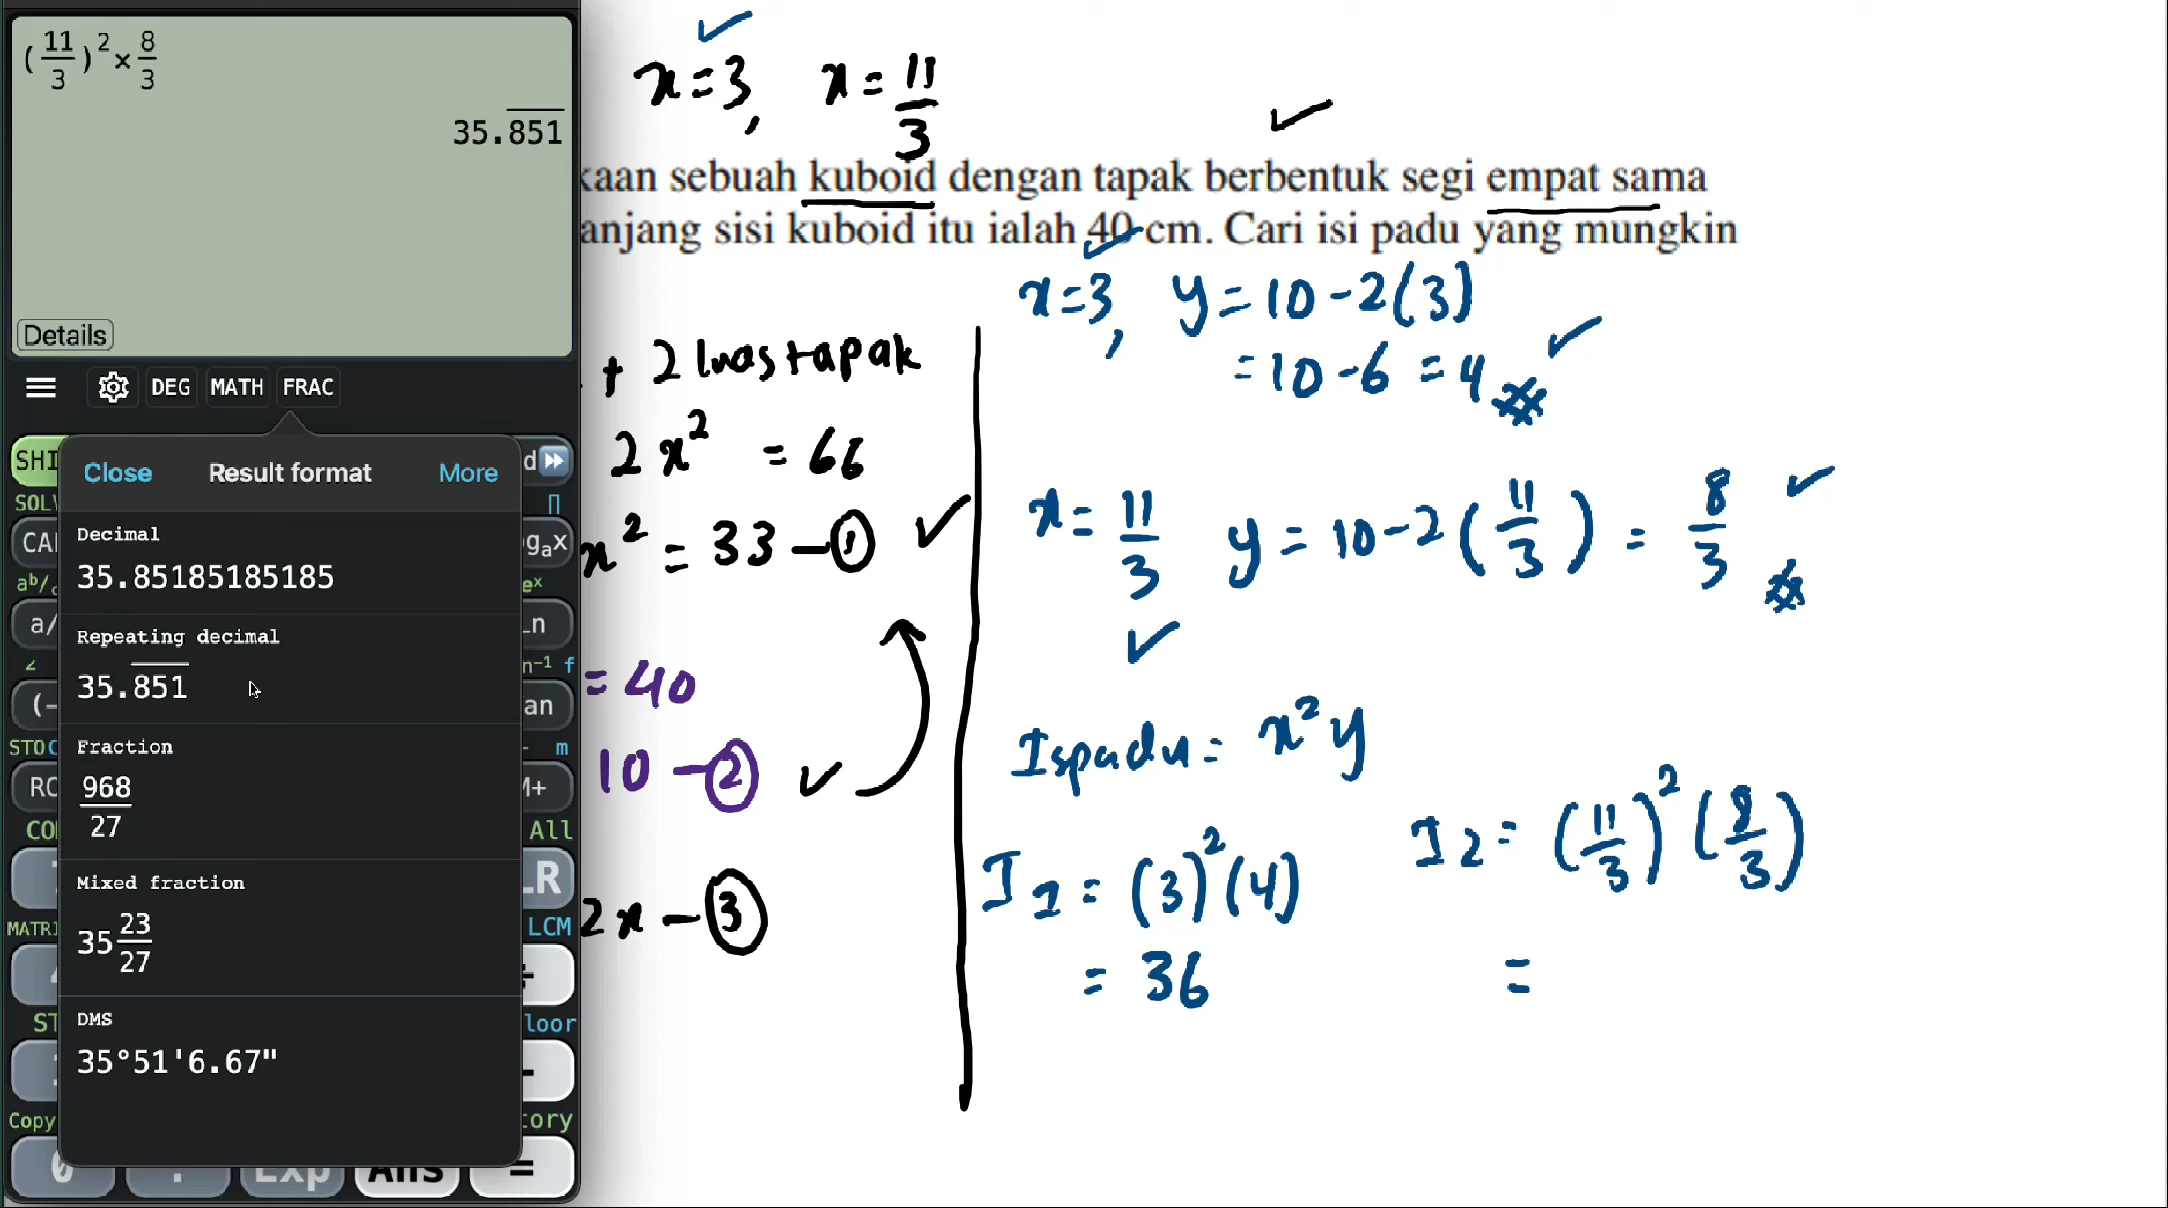 (11/3)² × 8/3
35.851
Details
DEG MATH FRAC
Close Result format More
Decimal
35.85185185185
Repeating decimal
35.851
Fraction
968/27
Mixed fraction
35 23/27
DMS
35°51'6.67"
Copy
0 . Exp Ans =
x = 3, x = 11/3
kaan sebuah kuboid dengan tapak berbentuk segi empat sama
anjang sisi kuboid itu ialah 40 cm. Cari isi padu yang mungkin
+ 2 luas tapak
2x² = 66
x² = 33 – ①
= 40
10 – ②
2x – ③
x = 3, y = 10 - 2(3)
= 10 - 6 = 4
x = 11/3 y = 10 - 2(11/3) = 8/3
Ispadu = x²y
I1 = (3)²(4)
= 36
I2 = (11/3)²(8/3)
=